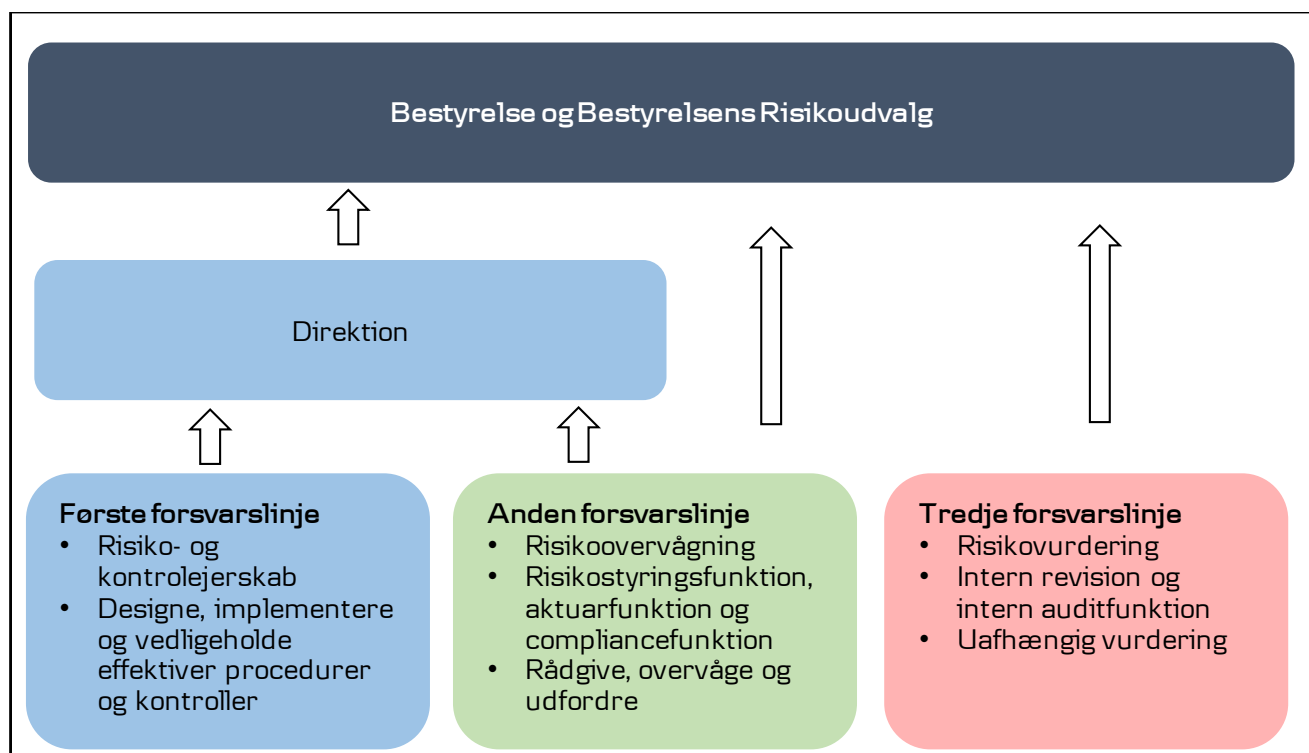 Bestyrelse og Bestyrelsens Risikoudvalg
Direktion
Første forsvarslinje
• Risiko- og
kontrolejerskab
• Designe, implementere
og vedligeholde
effektiver procedurer
og kontroller
Anden forsvarslinje
• Risikoovervågning
• Risikostyringsfunktion,
aktuarfunktion og
compliancefunktion
• Rådgive, overvåge og
udfordre
Tredje forsvarslinje
• Risikovurdering
• Intern revision og
intern auditfunktion
• Uafhængig vurdering